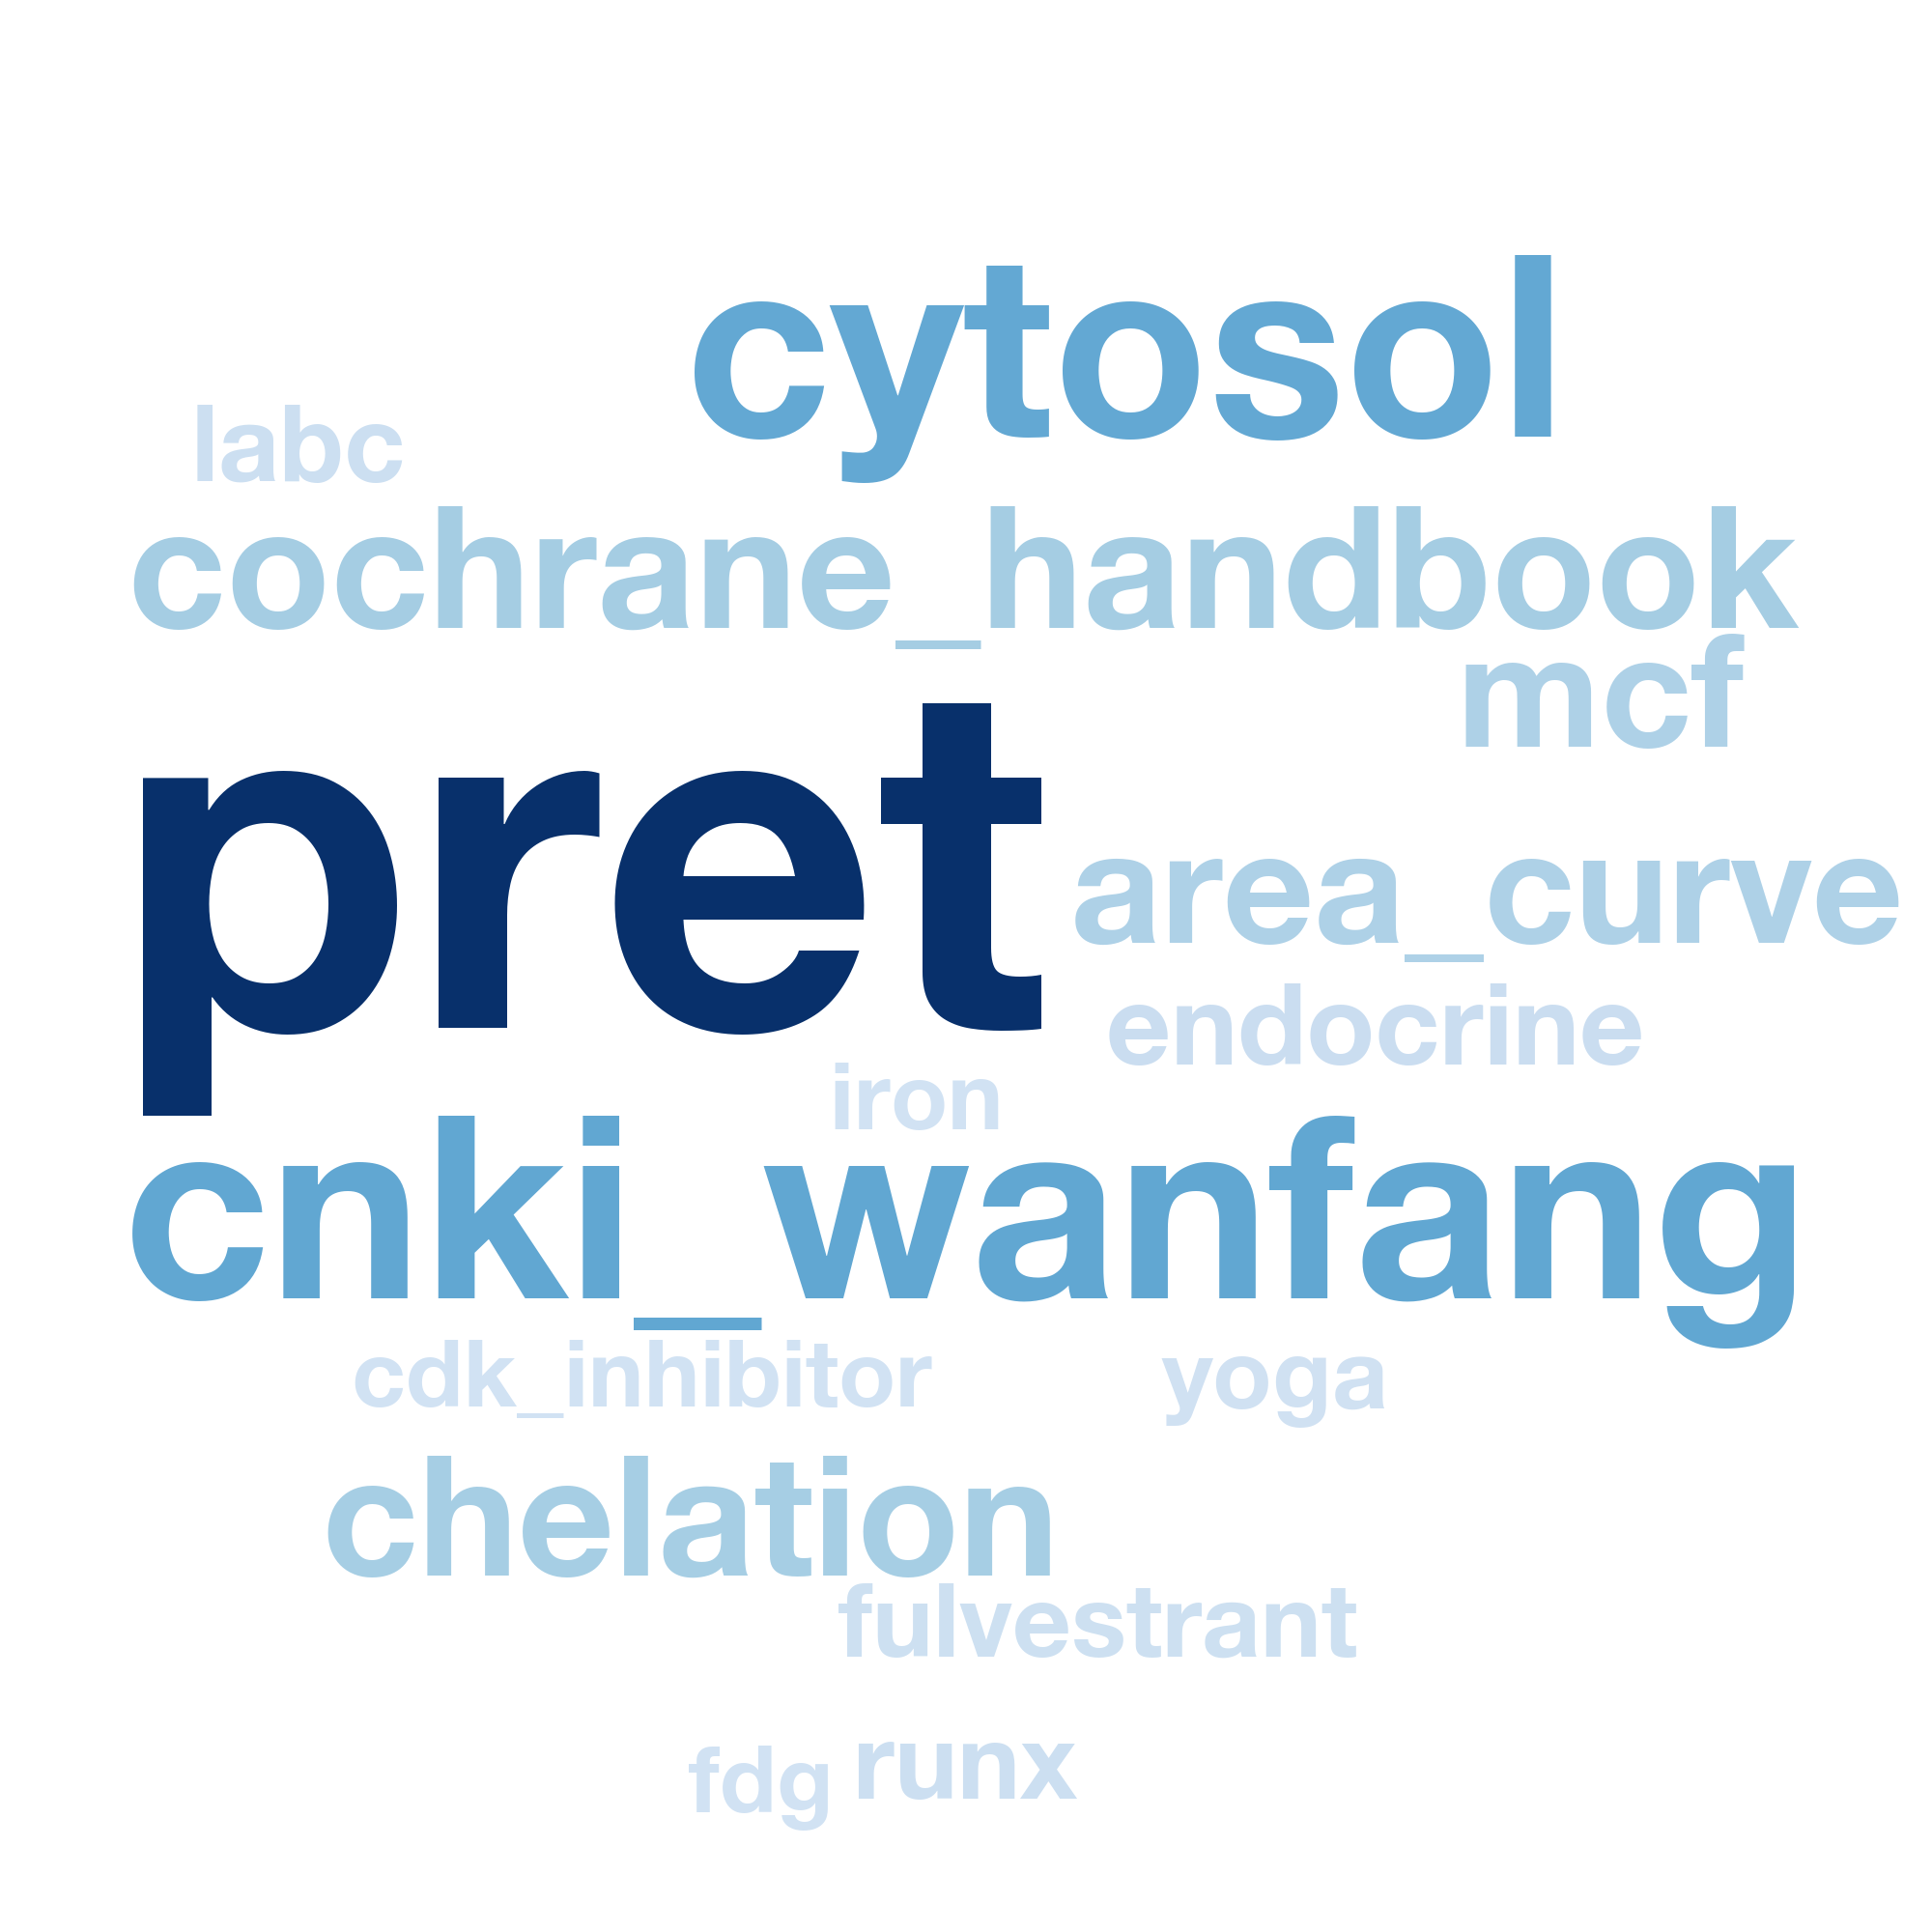 cytosol
labc
cochrane_handbook
mcf
pret
area_curve
endocrine
iron
cnki_wanfang
cdk_inhibitor
yoga
chelation
fulvestrant
runx
fdg